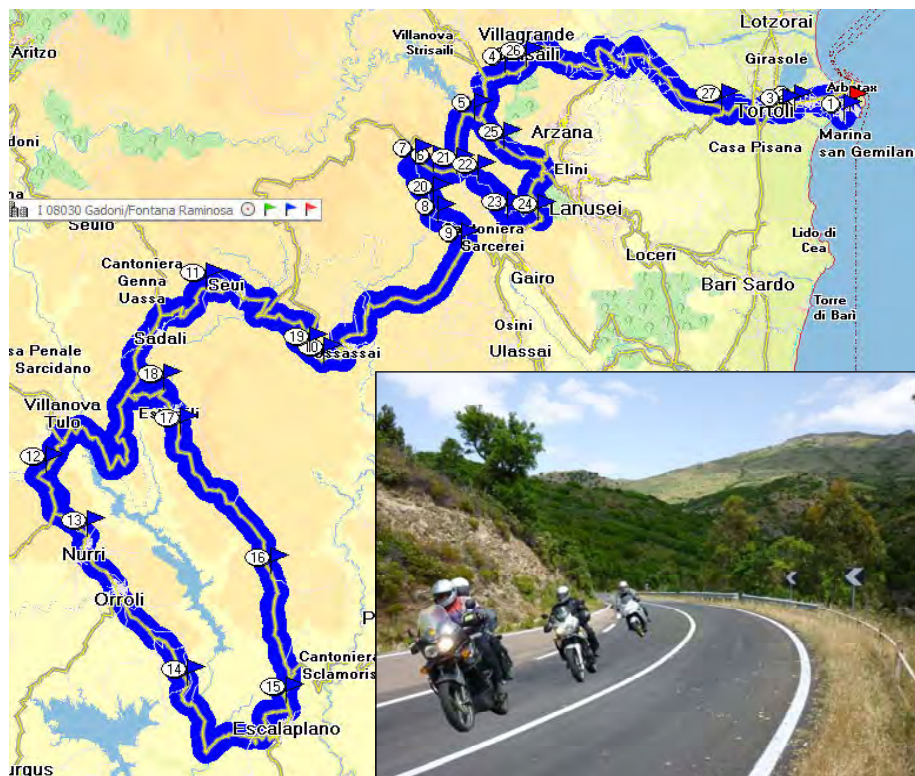 Lotzorai
Villagrande
Villanova
Strisaili
Aritzo
Girasole
Arbatax
Tortolì
Marina
san Gemilan
Arzana
Casa Pisana
Elini
Lanusei
I 08030 Gadoni/Fontana Raminosa
Seulo
Sarcerei
Loceri
Lido di
Cea
Cantoniera
Genna
Uassa
Seui
Gairo
Bari Sardo
Osini
Torre
di Barì
Sadali
Ussassai
Ulassai
sa Penale
Sarcidano
Villanova
Tulo
Nurri
Orroli
Cantoniera
Sclamoris
Escalaplano
urgus
1
3
4
5
7
8
9
11
12
13
14
15
16
17
18
19
20
21
22
23
24
25
26
27